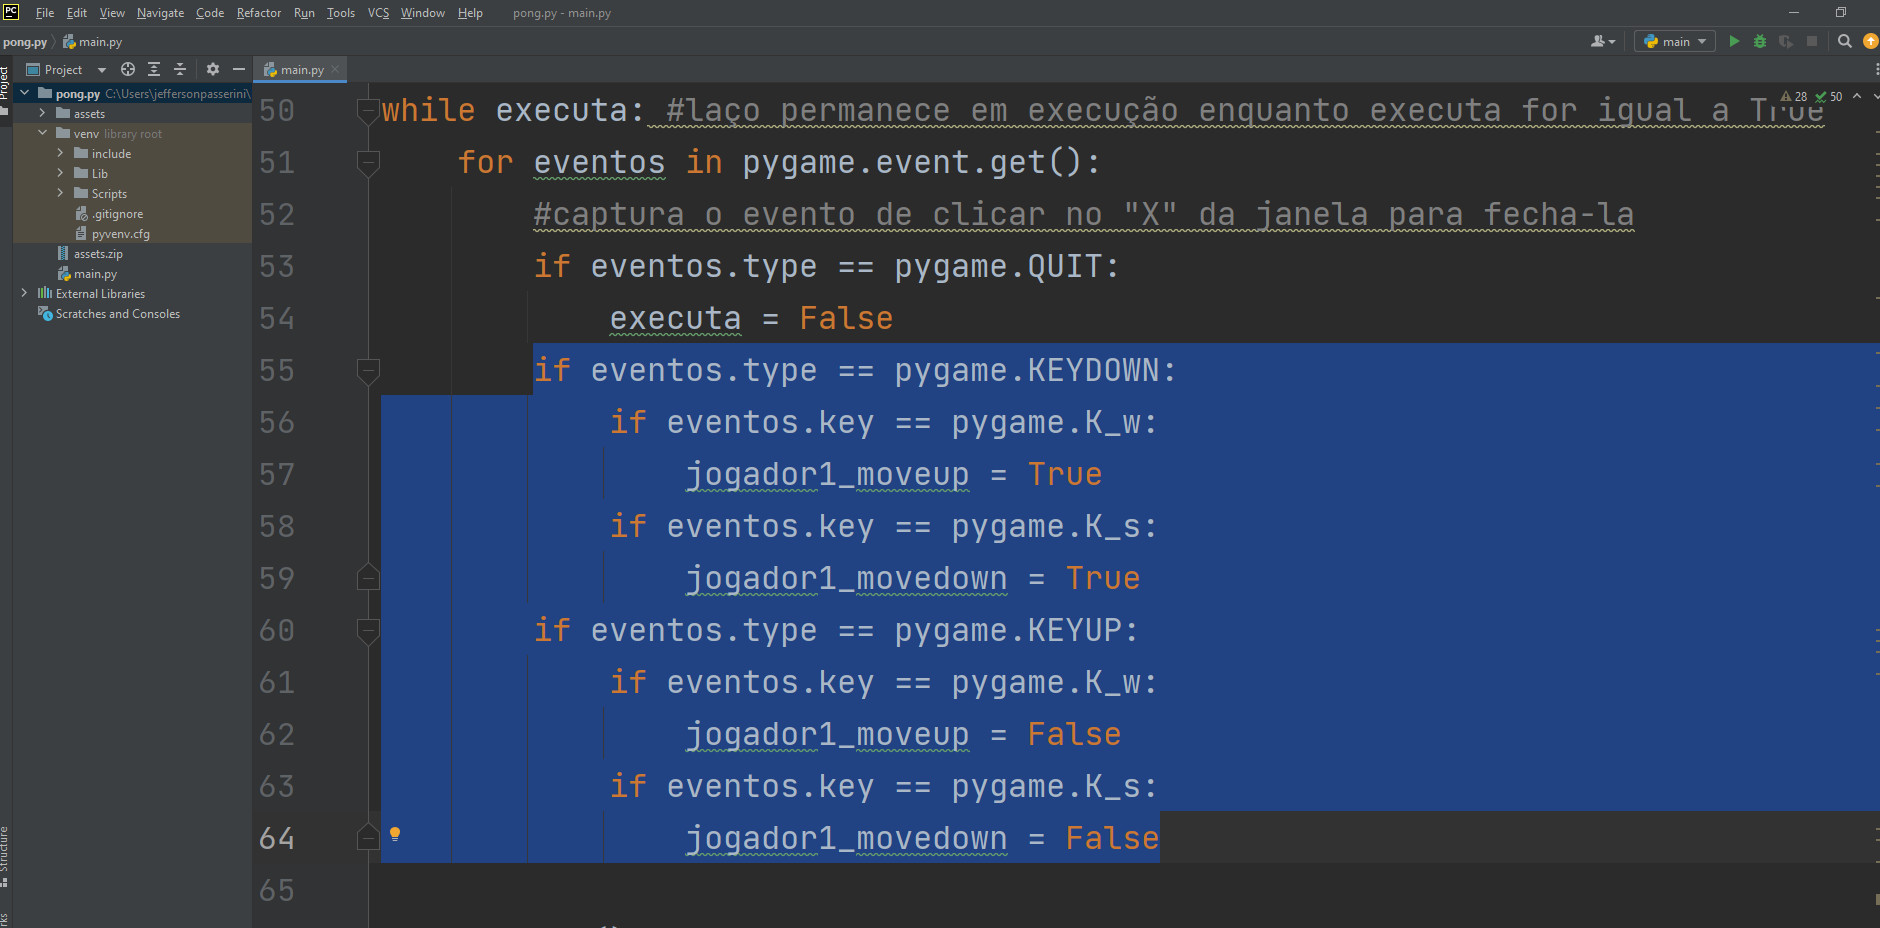 PC File Edit View Navigate Code Refactor Run Tools VCS Window Help pong.py - main.py
pong.py main.py main
Project Project main.py
pong.py C:\Users\jeffersonpasserini\
assets
venv library root
include
Lib
Scripts
.gitignore
pyvenv.cfg
assets.zip
main.py
External Libraries
Scratches and Consoles
Structure
28 50
50 while executa: #laço permanece em execução enquanto executa for igual a True
51 for eventos in pygame.event.get():
52 #captura o evento de clicar no "X" da janela para fecha-la
53 if eventos.type == pygame.QUIT:
54 executa = False
55 if eventos.type == pygame.KEYDOWN:
56 if eventos.key == pygame.K_w:
57 jogador1_moveup = True
58 if eventos.key == pygame.K_s:
59 jogador1_movedown = True
60 if eventos.type == pygame.KEYUP:
61 if eventos.key == pygame.K_w:
62 jogador1_moveup = False
63 if eventos.key == pygame.K_s:
64 jogador1_movedown = False
65